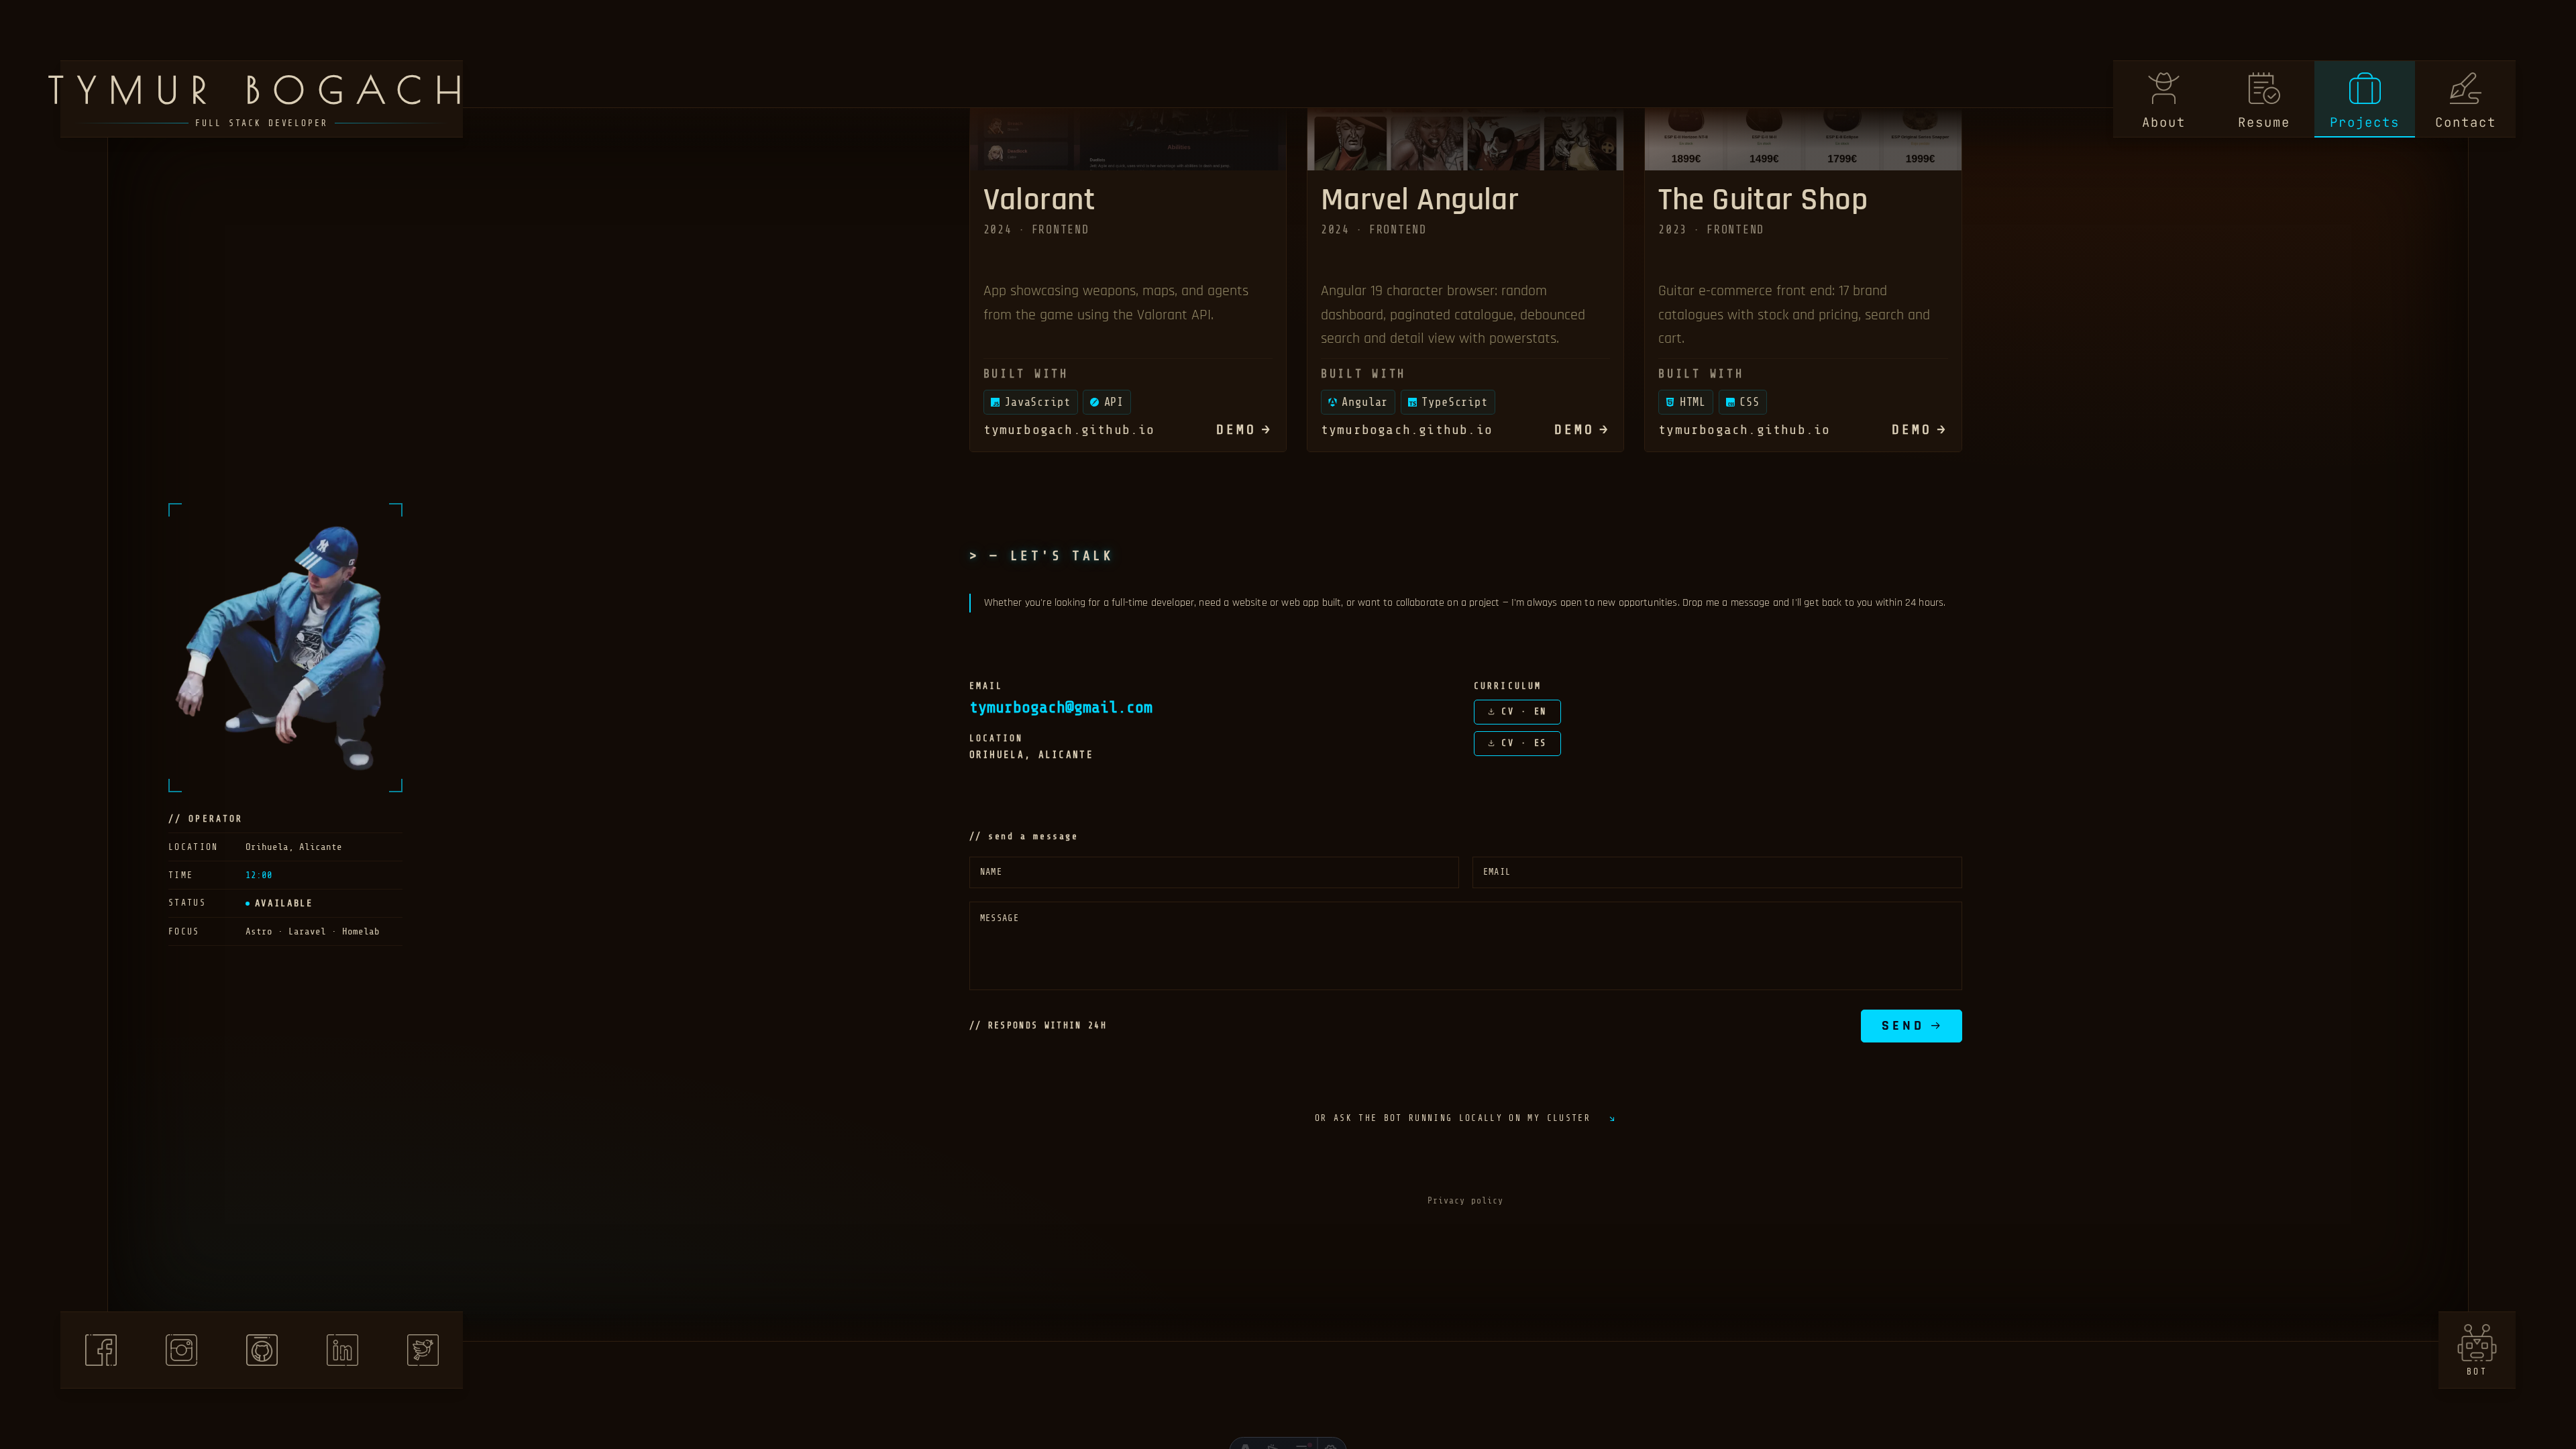 TYMUR BOGACH
FULL STACK DEVELOPER
About
Resume
Projects
Contact
1899€
1499€
1799€
1999€
Valorant
2024 · FRONTEND
App showcasing weapons, maps, and agents
from the game using the Valorant API.
BUILT WITH
JavaScript
API
tymurbogach.github.io
DEMO →
Marvel Angular
2024 · FRONTEND
Angular 19 character browser: random
dashboard, paginated catalogue, debounced
search and detail view with powerstats.
BUILT WITH
Angular
TypeScript
tymurbogach.github.io
DEMO →
The Guitar Shop
2023 · FRONTEND
Guitar e-commerce front end: 17 brand
catalogues with stock and pricing, search and
cart.
BUILT WITH
HTML
CSS
tymurbogach.github.io
DEMO →
> — LET'S TALK
Whether you're looking for a full-time developer, need a website or web app built, or want to collaborate on a project — I'm always open to new opportunities. Drop me a message and I'll get back to you within 24 hours.
EMAIL
tymurbogach@gmail.com
LOCATION
ORIHUELA, ALICANTE
CURRICULUM
CV · EN
CV · ES
// OPERATOR
LOCATION Orihuela, Alicante
TIME 12:00
STATUS AVAILABLE
FOCUS Astro · Laravel · Homelab
// send a message
NAME
EMAIL
MESSAGE
// RESPONDS WITHIN 24H
SEND →
OR ASK THE BOT RUNNING LOCALLY ON MY CLUSTER ↘
Privacy policy
BOT